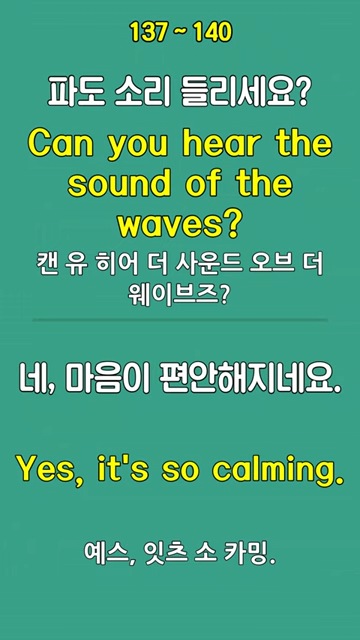 137 ~ 140
파도 소리 들리세요?
Can you hear the
sound of the
waves?
캔 유 히어 더 사운드 오브 더
웨이브즈?
네, 마음이 편안해지네요.
Yes, it's so calming.
예스, 잇츠 소 카밍.